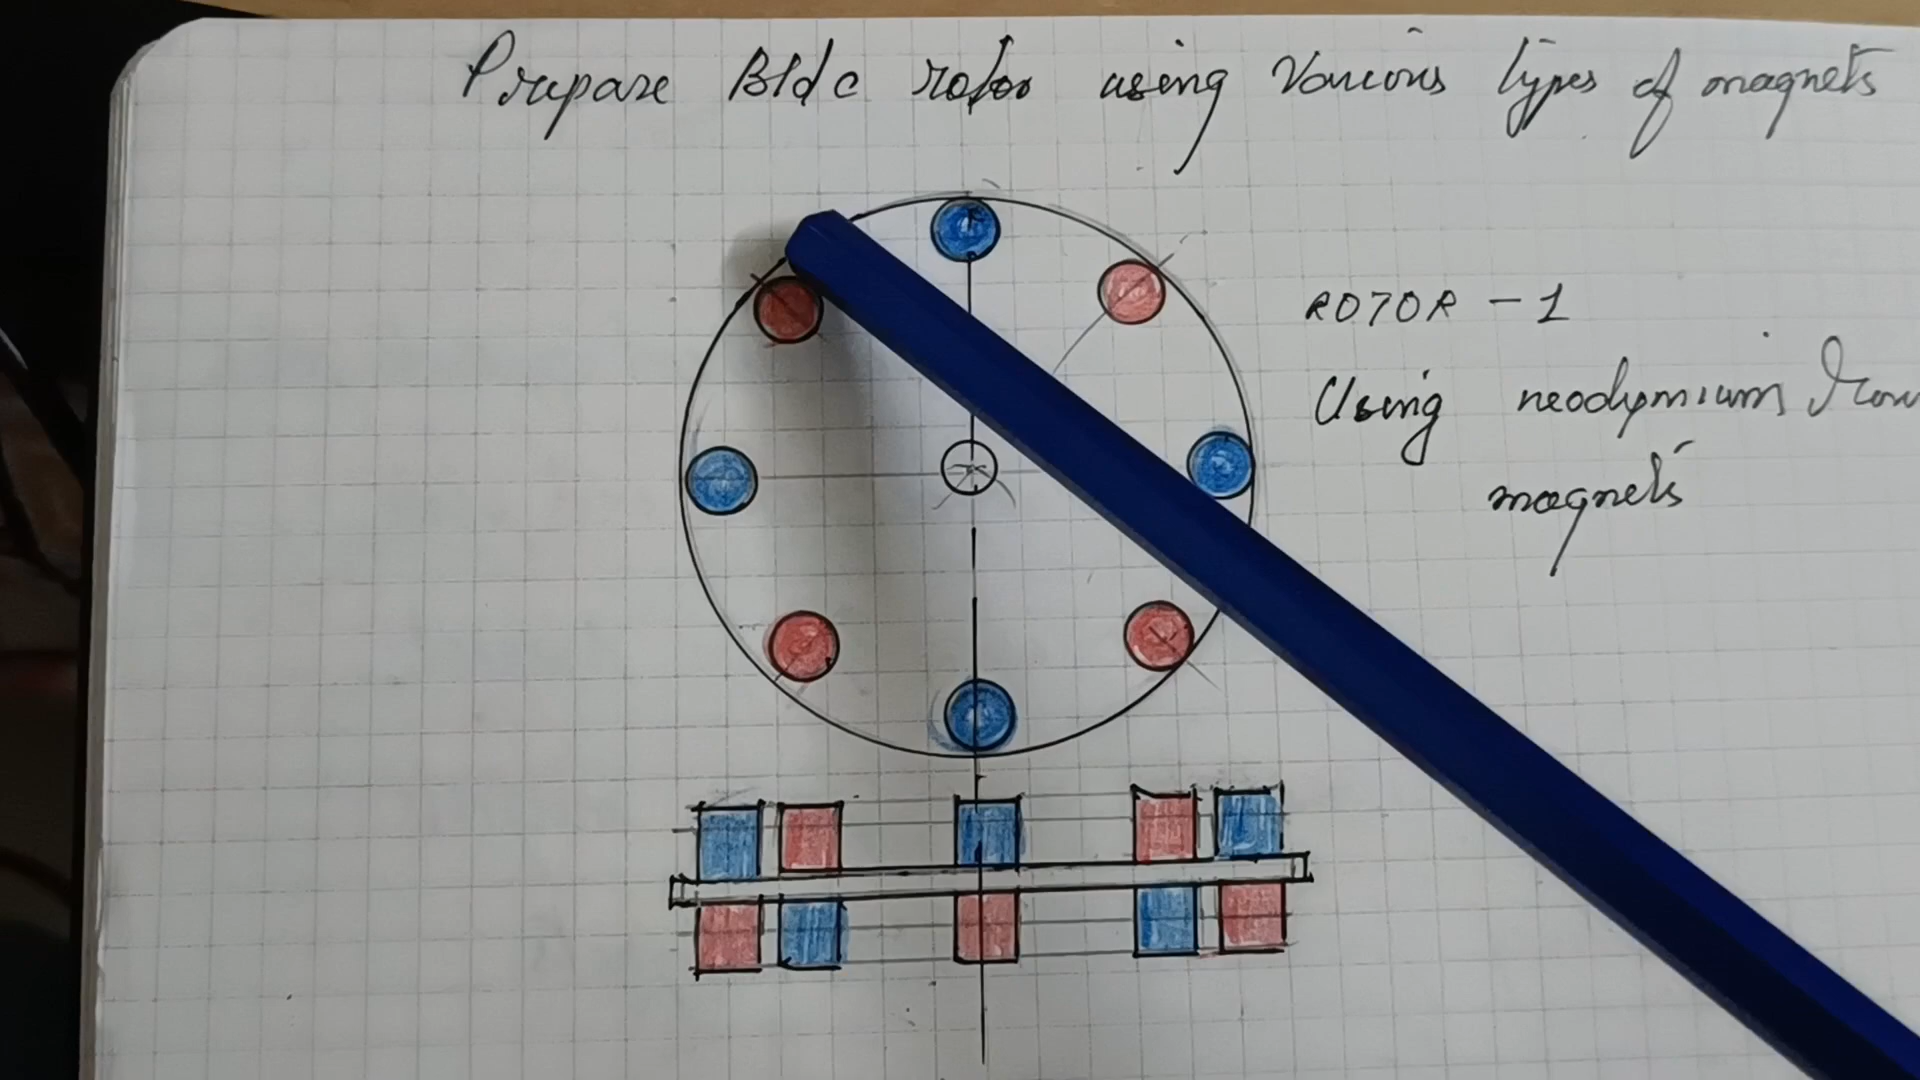 Prepare Bldc rotor using Various types of magnets
ROTOR - 1
Using neodymium
magnets